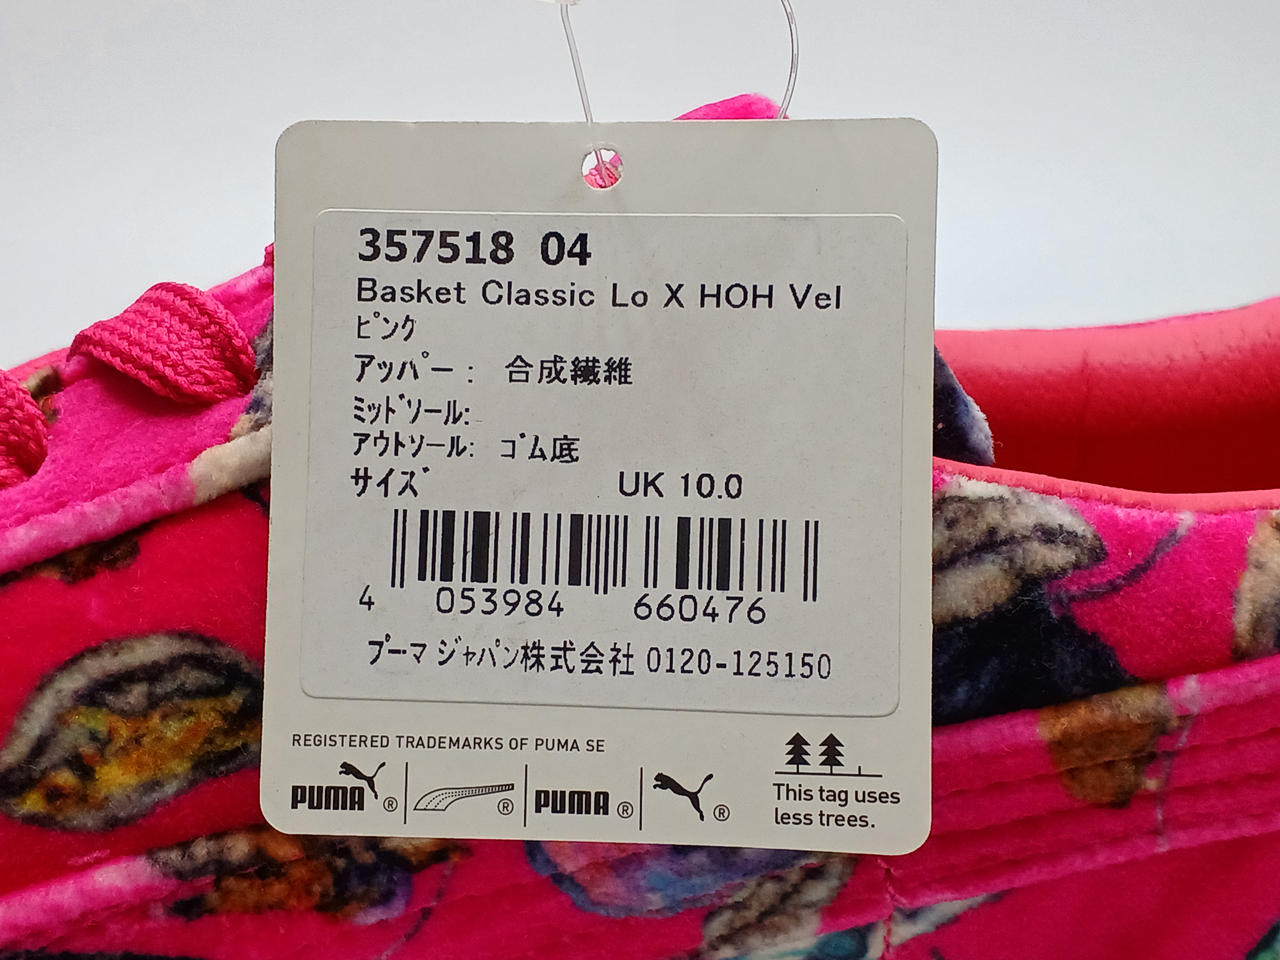 357518 04
Basket Classic Lo X HOH Vel
ピンク
アッパー: 合成繊維
ミッドソール:
アウトソール: ゴム底
サイズ UK 10.0
4 053984 660476
プーマ ジャパン株式会社 0120-125150
REGISTERED TRADEMARKS OF PUMA SE
PUMA ® ® PUMA ® ®
This tag uses
less trees.